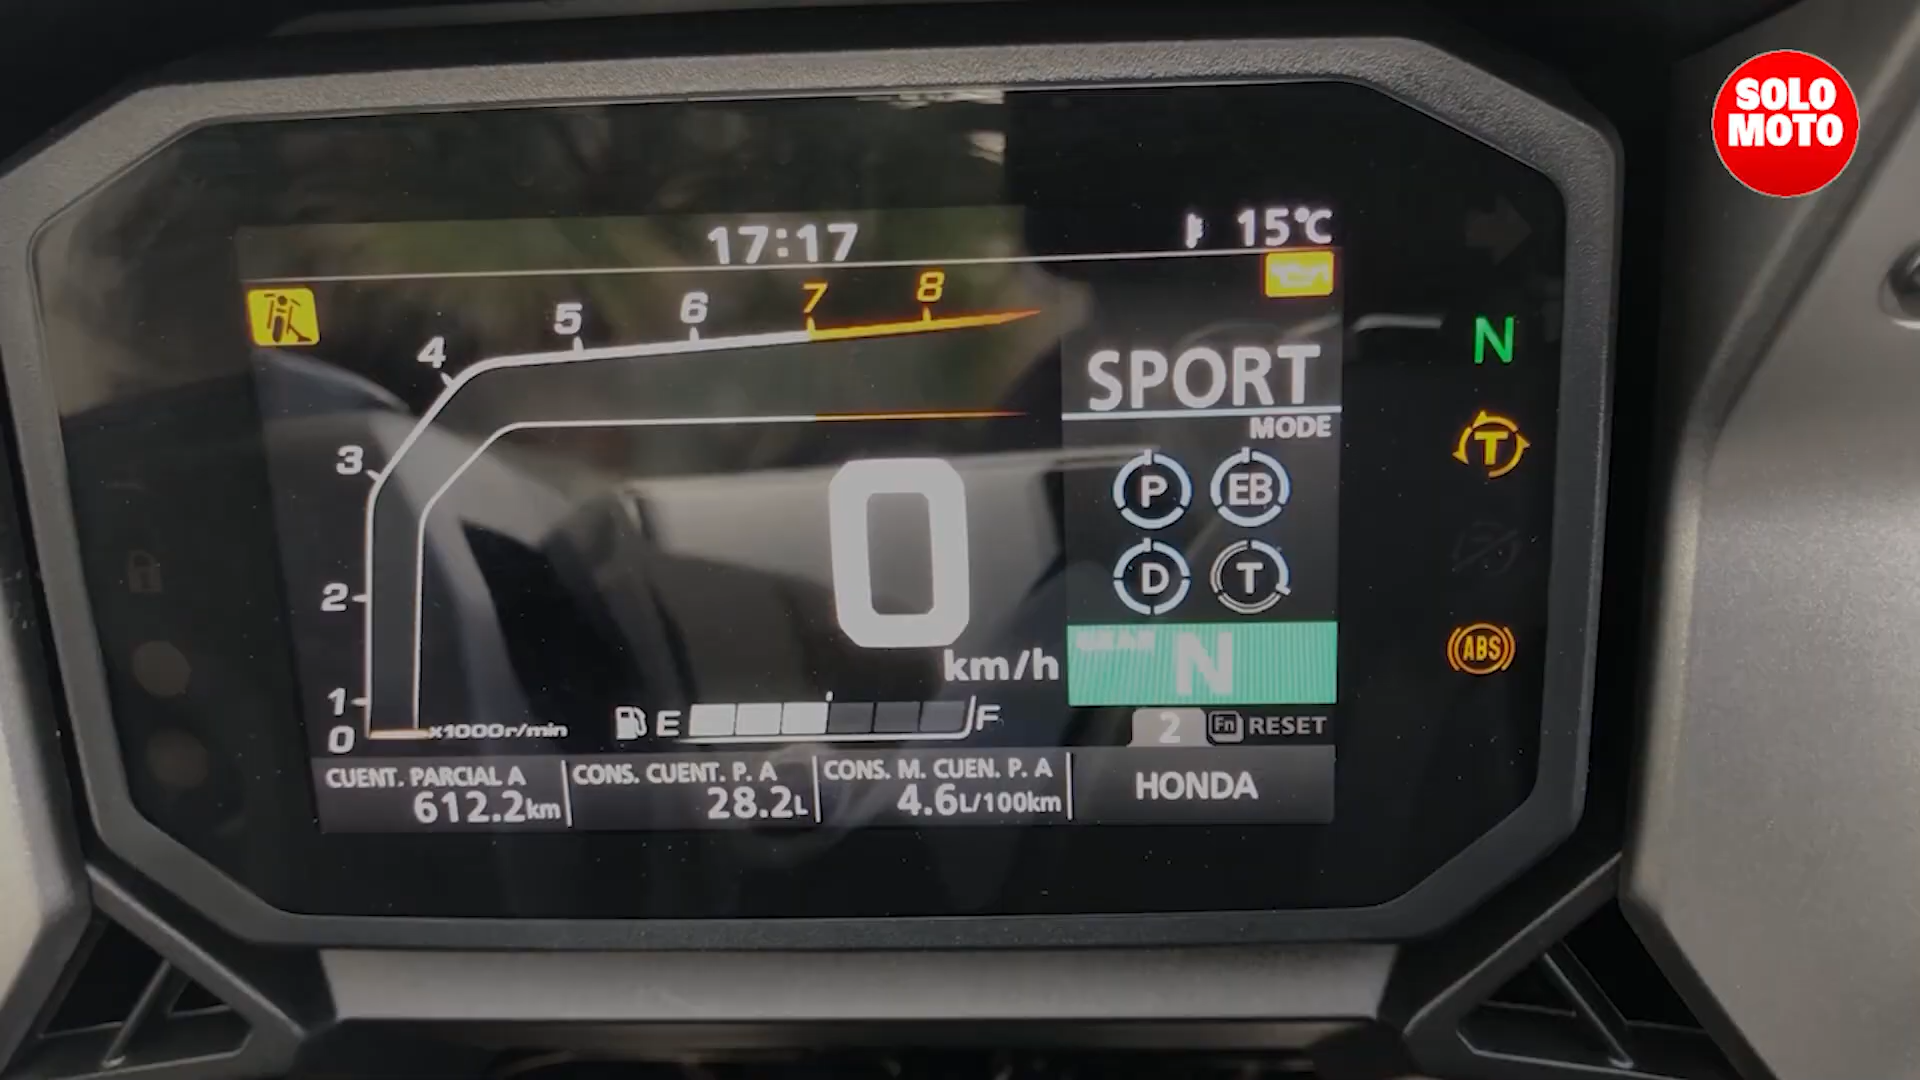 SOLO
MOTO
17:17
15°C
4 5 6 7 8
3
2
1
0
x1000r/min
0
km/h
E F
SPORT
MODE
P EB
D T
N
2 Fn RESET
CUENT. PARCIAL A
612.2km
CONS. CUENT. P. A
28.2L
CONS. M. CUEN. P. A
4.6L/100km
HONDA
N
T
ABS